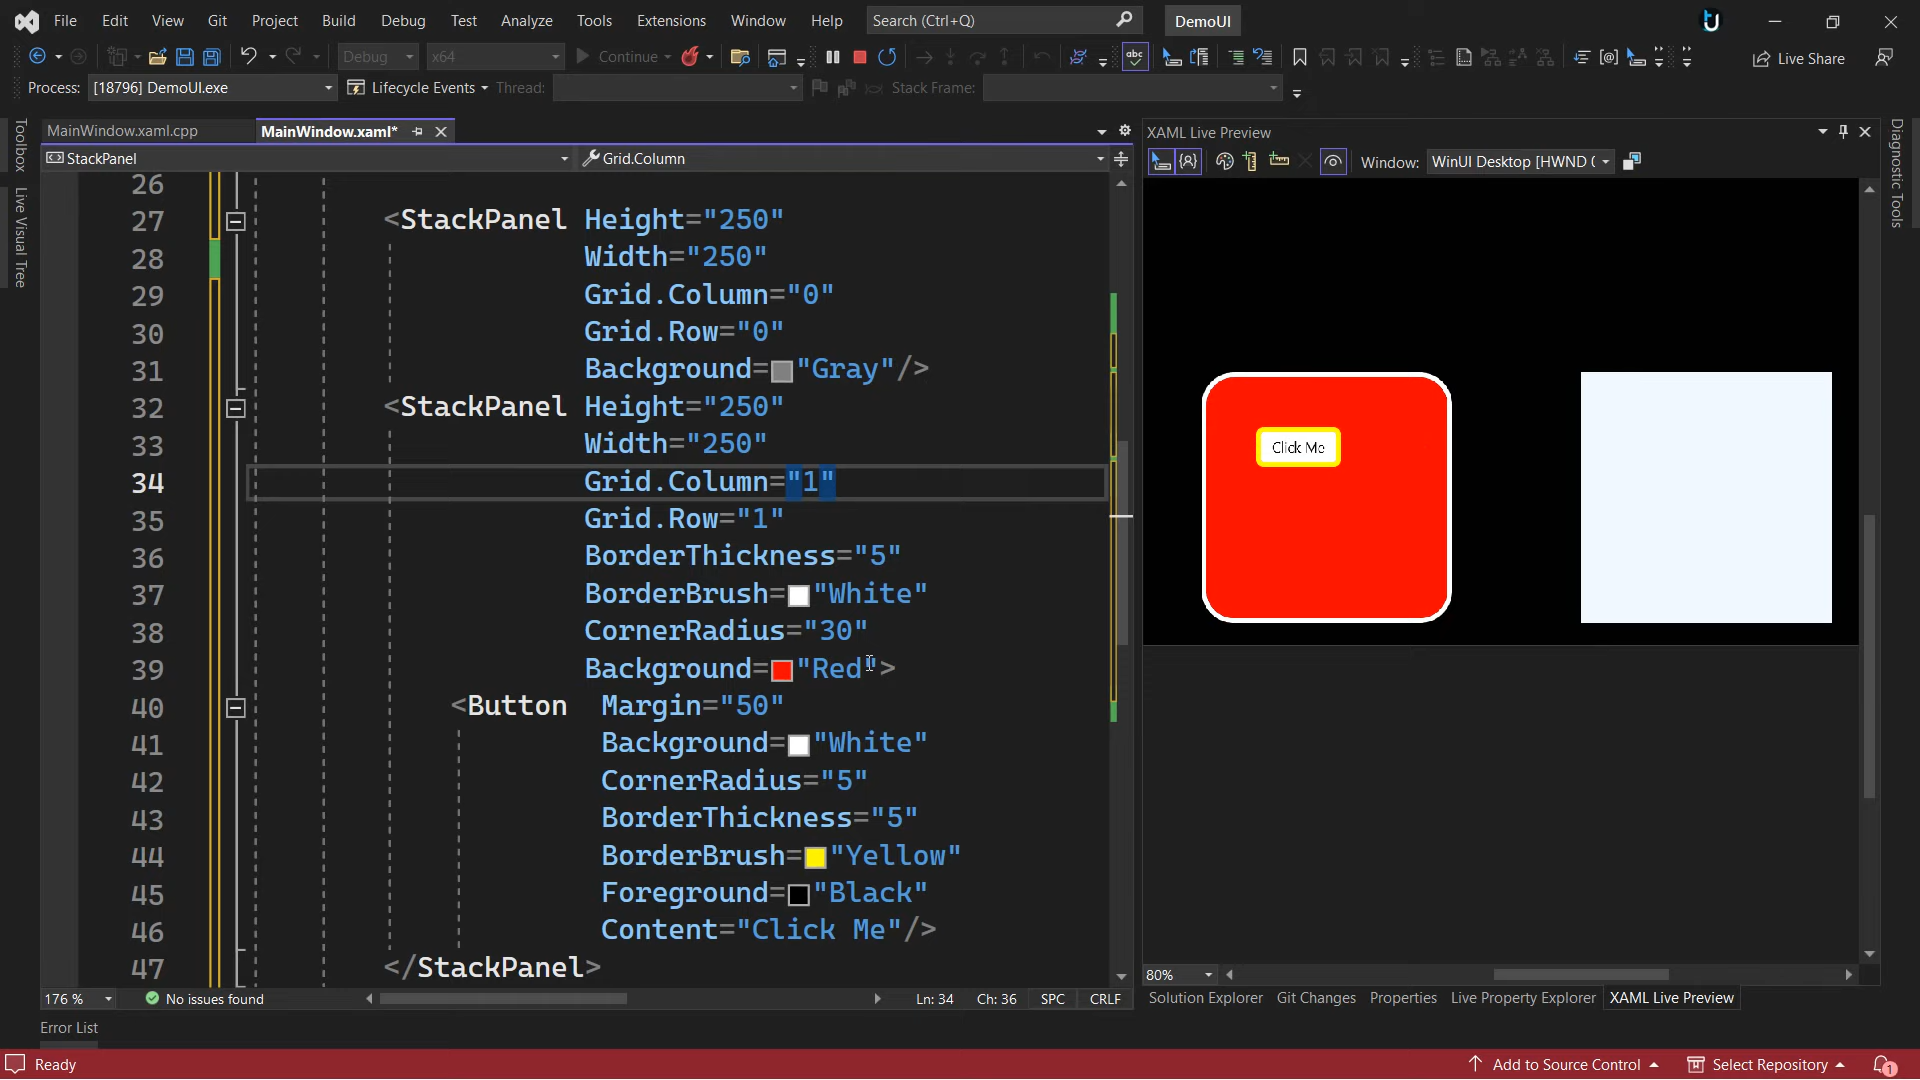 File Edit View Git Project Build Debug Test Analyze Tools Extensions Window Help Search (Ctrl+Q) DemoUI
Debug x64 Continue abc Live Share
Process: [18796] DemoUI.exe Lifecycle Events Thread: Stack Frame:
Toolbox
Live Visual Tree
MainWindow.xaml.cpp MainWindow.xaml*
StackPanel Grid.Column
26
27 <StackPanel Height="250"
28 Width="250"
29 Grid.Column="0"
30 Grid.Row="0"
31 Background="Gray"/>
32 <StackPanel Height="250"
33 Width="250"
34 Grid.Column="1"
35 Grid.Row="1"
36 BorderThickness="5"
37 BorderBrush="White"
38 CornerRadius="30"
39 Background="Red">
40 <Button Margin="50"
41 Background="White"
42 CornerRadius="5"
43 BorderThickness="5"
44 BorderBrush="Yellow"
45 Foreground="Black"
46 Content="Click Me"/>
47 </StackPanel>
176 % No issues found Ln: 34 Ch: 36 SPC CRLF
XAML Live Preview
Window: WinUI Desktop [HWND
Click Me
80%
Solution Explorer Git Changes Properties Live Property Explorer XAML Live Preview
Diagnostic Tools
Error List
Ready Add to Source Control Select Repository 1